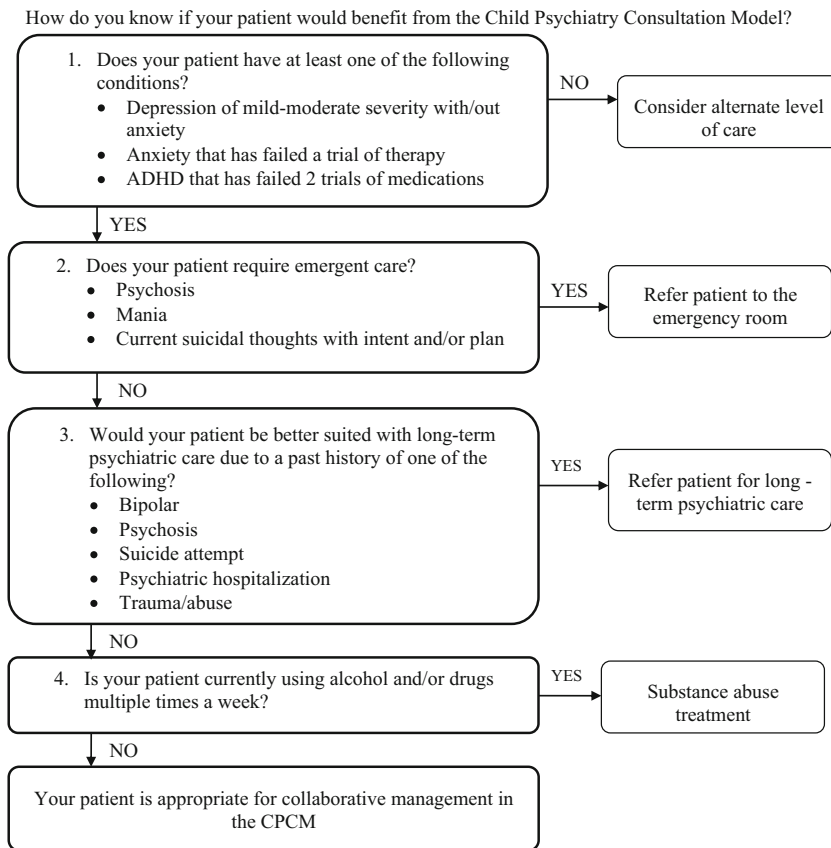 How do you know if your patient would benefit from the Child Psychiatry Consultation Model?
1. Does your patient have at least one of the following
conditions?
• Depression of mild-moderate severity with/out
anxiety
• Anxiety that has failed a trial of therapy
• ADHD that has failed 2 trials of medications
NO
Consider alternate level
of care
YES
2. Does your patient require emergent care?
• Psychosis
• Mania
• Current suicidal thoughts with intent and/or plan
YES
Refer patient to the
emergency room
NO
3. Would your patient be better suited with long-term
psychiatric care due to a past history of one of the
following?
• Bipolar
• Psychosis
• Suicide attempt
• Psychiatric hospitalization
• Trauma/abuse
YES
Refer patient for long -
term psychiatric care
NO
4. Is your patient currently using alcohol and/or drugs
multiple times a week?
YES
Substance abuse
treatment
NO
Your patient is appropriate for collaborative management in
the CPCM